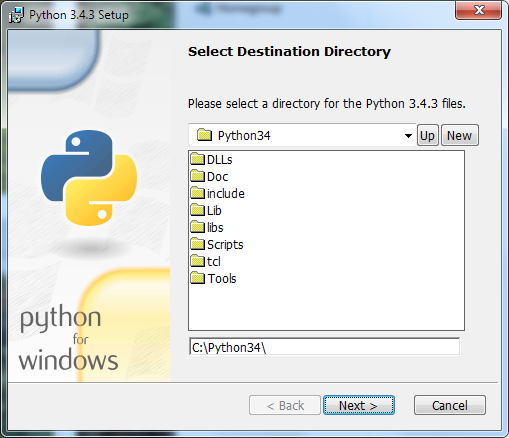 Homegroup
Python 3.4.3 Setup
Select Destination Directory
Please select a directory for the Python 3.4.3 files.
Python34
Up
New
DLLs
Doc
include
Lib
libs
Scripts
tcl
Tools
python
for
windows
C:\Python34\
< Back
Next >
Cancel